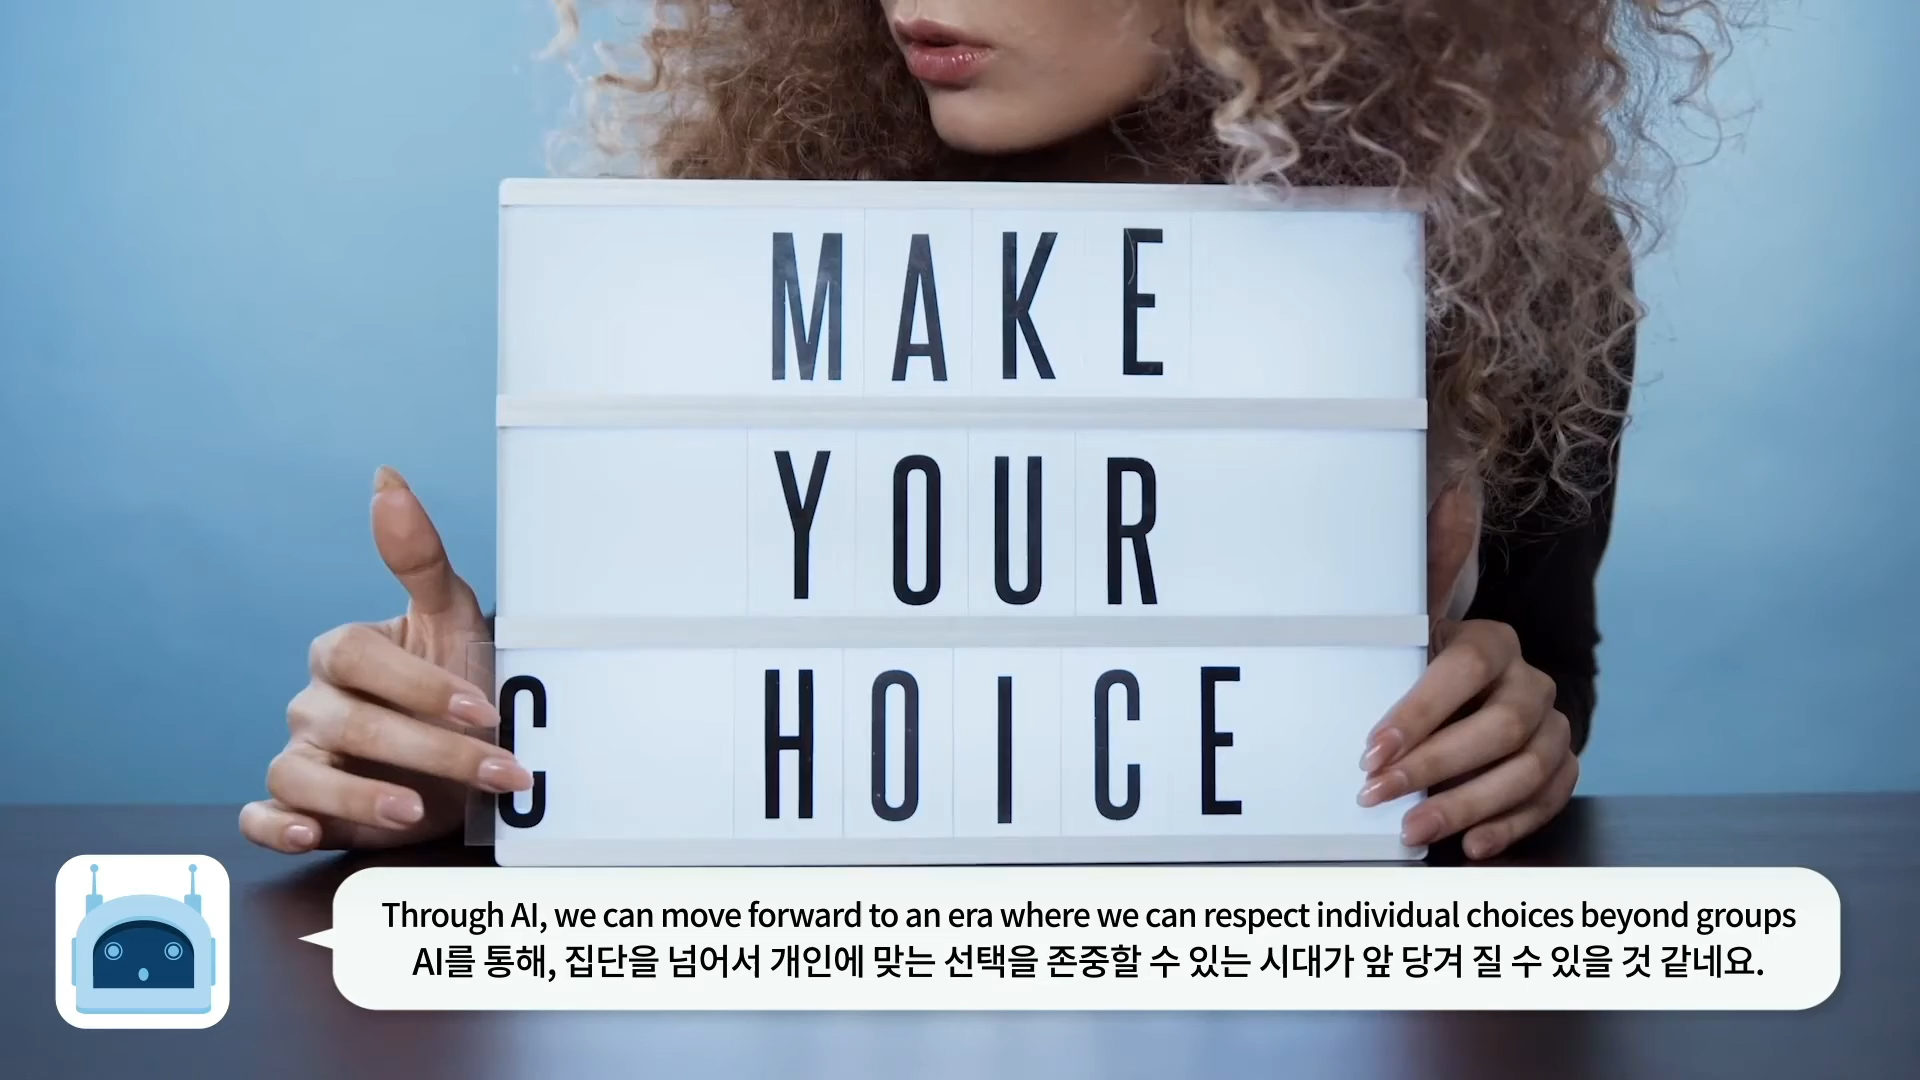 MAKE
YOUR
C HOICE
Through AI, we can move forward to an era where we can respect individual choices beyond groups
AI를 통해, 집단을 넘어서 개인에 맞는 선택을 존중할 수 있는 시대가 앞 당겨 질 수 있을 것 같네요.